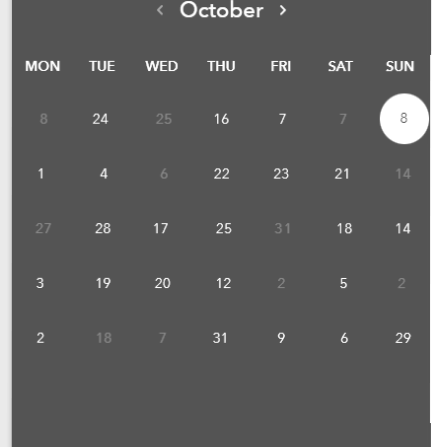 ‹ October ›
MON TUE WED THU FRI SAT SUN
8 24 25 16 7 7 8
1 4 6 22 23 21 14
27 28 17 25 31 18 14
3 19 20 12 2 5 2
2 18 7 31 9 6 29